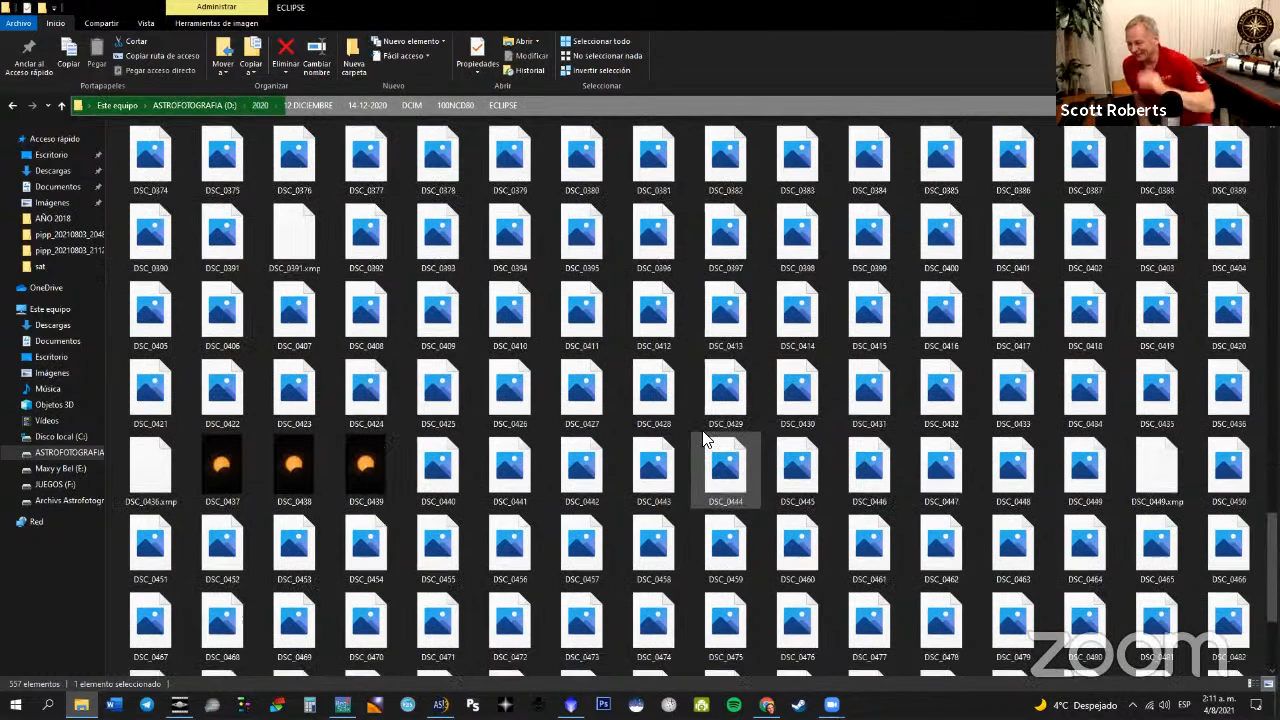 Administrar
ECLIPSE
Archivo Inicio Compartir Vista Herramientas de imagen
Anclar al Acceso rápido
Copiar
Pegar
Cortar
Copiar ruta de acceso
Pegar acceso directo
Portapapeles
Mover a
Copiar a
Eliminar
Cambiar nombre
Organizar
Nueva carpeta
Nuevo elemento
Fácil acceso
Nuevo
Propiedades
Abrir
Modificar
Historial
Abrir
Seleccionar todo
No seleccionar nada
Invertir selección
Seleccionar
Este equipo ASTROFOTOGRAFIA (D:) 2020 12 DICIEMBRE 14-12-2020 DCIM 100NCD80 ECLIPSE
Scott Roberts
Acceso rápido
Escritorio
Descargas
Documentos
Imágenes
AÑO 2018
pipp_20210803_204
pipp_20210803_2112
sat
OneDrive
Este equipo
Descargas
Documentos
Escritorio
Imágenes
Música
Objetos 3D
Vídeos
Disco local (C:)
ASTROFOTOGRAFIA
Maxy y Bel (E:)
JUEGOS (F:)
Archivs Astrofotogr
Red
DSC_0374 DSC_0375 DSC_0376 DSC_0377 DSC_0378 DSC_0379 DSC_0380 DSC_0381 DSC_0382 DSC_0383 DSC_0384 DSC_0385 DSC_0386 DSC_0387 DSC_0388 DSC_0389
DSC_0390 DSC_0391 DSC_0391.xmp DSC_0392 DSC_0393 DSC_0394 DSC_0395 DSC_0396 DSC_0397 DSC_0398 DSC_0399 DSC_0400 DSC_0401 DSC_0402 DSC_0403 DSC_0404
DSC_0405 DSC_0406 DSC_0407 DSC_0408 DSC_0409 DSC_0410 DSC_0411 DSC_0412 DSC_0413 DSC_0414 DSC_0415 DSC_0416 DSC_0417 DSC_0418 DSC_0419 DSC_0420
DSC_0421 DSC_0422 DSC_0423 DSC_0424 DSC_0425 DSC_0426 DSC_0427 DSC_0428 DSC_0429 DSC_0430 DSC_0431 DSC_0432 DSC_0433 DSC_0434 DSC_0435 DSC_0436
DSC_0436.xmp DSC_0437 DSC_0438 DSC_0439 DSC_0440 DSC_0441 DSC_0442 DSC_0443 DSC_0444 DSC_0445 DSC_0446 DSC_0447 DSC_0448 DSC_0449 DSC_0449.xmp DSC_0450
DSC_0451 DSC_0452 DSC_0453 DSC_0454 DSC_0455 DSC_0456 DSC_0457 DSC_0458 DSC_0459 DSC_0460 DSC_0461 DSC_0462 DSC_0463 DSC_0464 DSC_0465 DSC_0466
DSC_0467 DSC_0468 DSC_0469 DSC_0470 DSC_0471 DSC_0472 DSC_0473 DSC_0474 DSC_0475 DSC_0476 DSC_0477 DSC_0478 DSC_0479 DSC_0480 DSC_0481 DSC_0482
zoom
557 elementos 1 elemento seleccionado
4°C Despejado
ESP
2:11 a. m.
4/8/2021